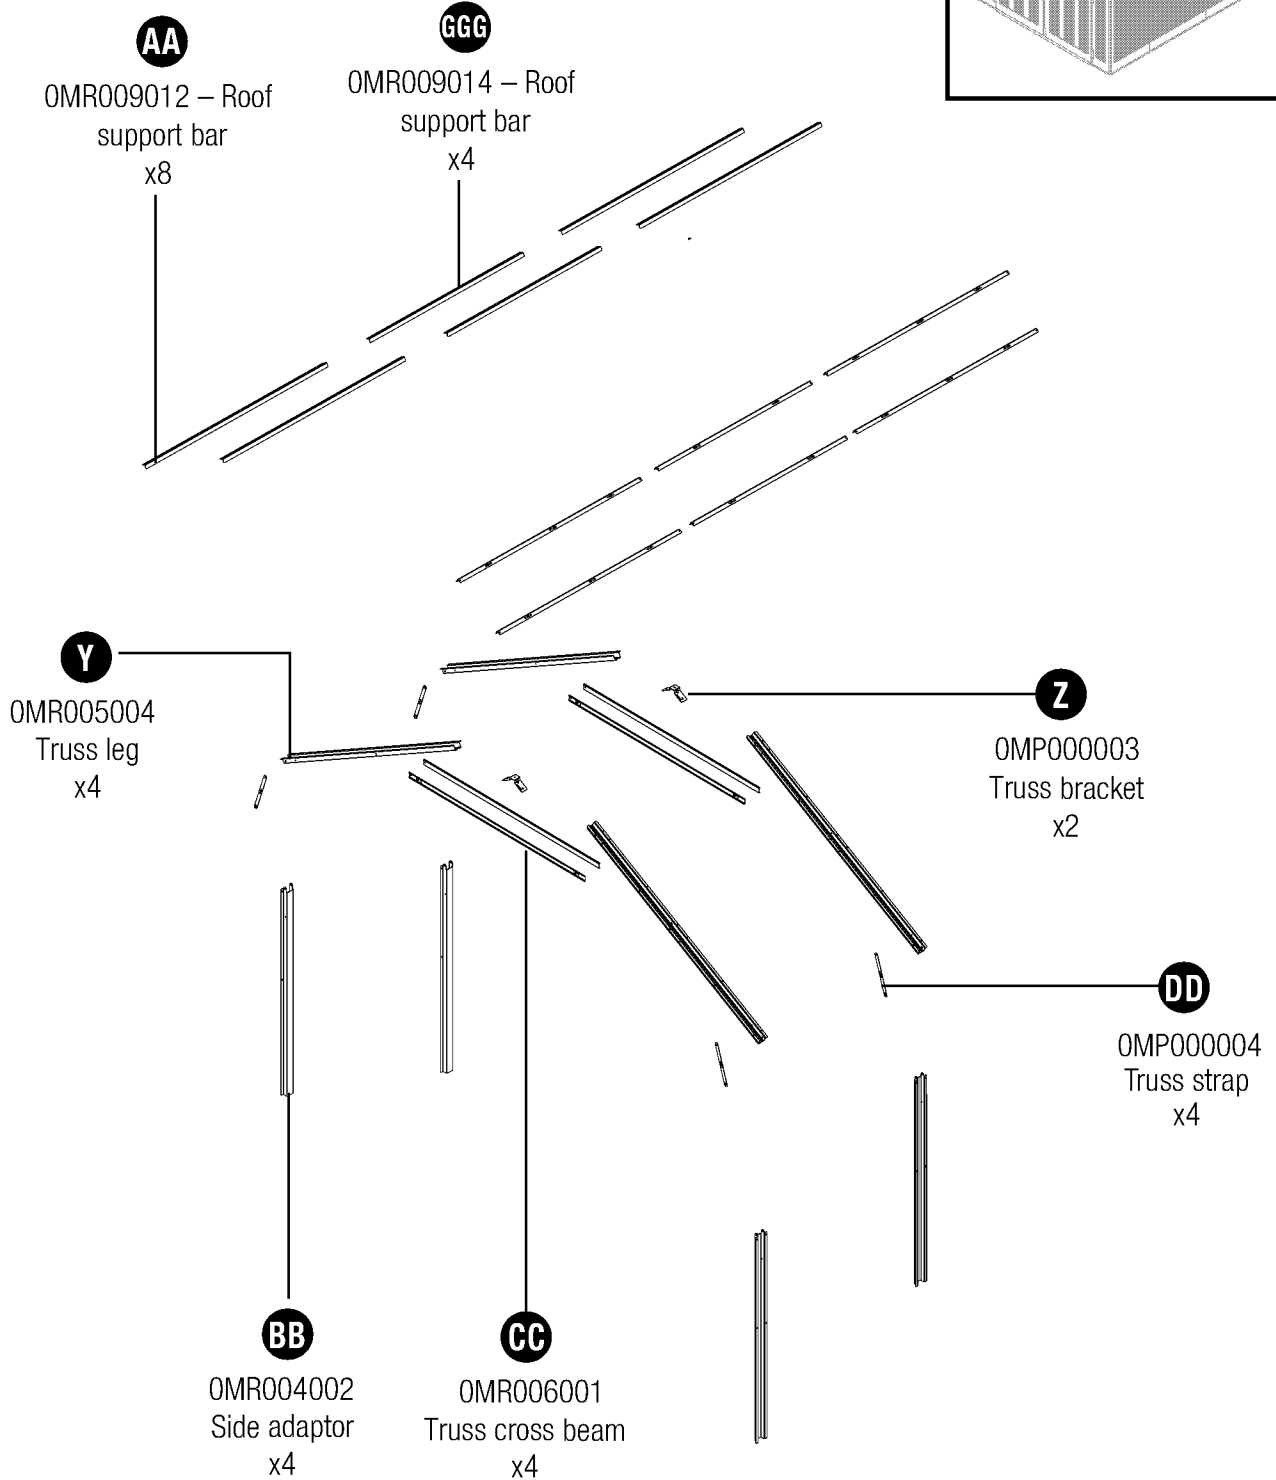 AA
0MR009012 – Roof
support bar
x8
GGG
0MR009014 – Roof
support bar
x4
Y
0MR005004
Truss leg
x4
Z
0MP000003
Truss bracket
x2
DD
0MP000004
Truss strap
x4
BB
0MR004002
Side adaptor
x4
CC
0MR006001
Truss cross beam
x4